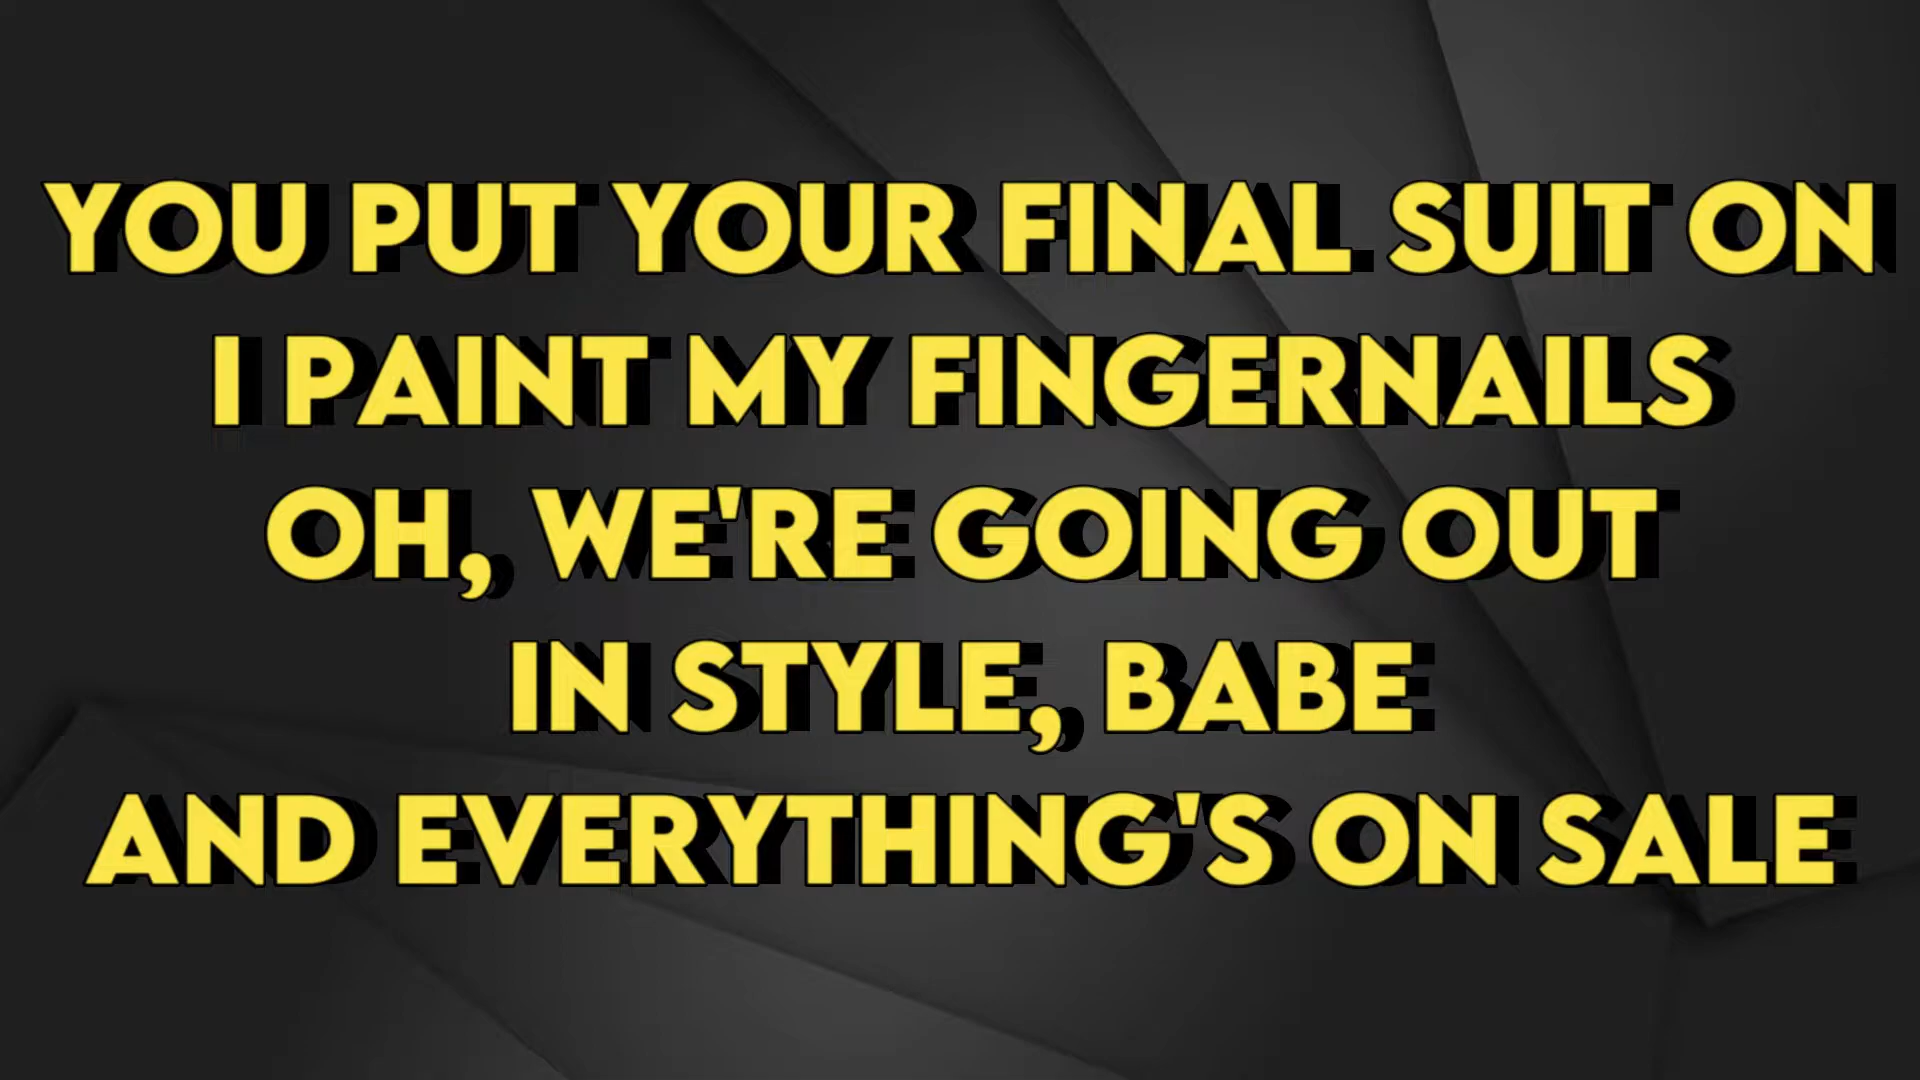 YOU PUT YOUR FINAL SUIT ON
I PAINT MY FINGERNAILS
OH, WE'RE GOING OUT
IN STYLE, BABE
AND EVERYTHING'S ON SALE